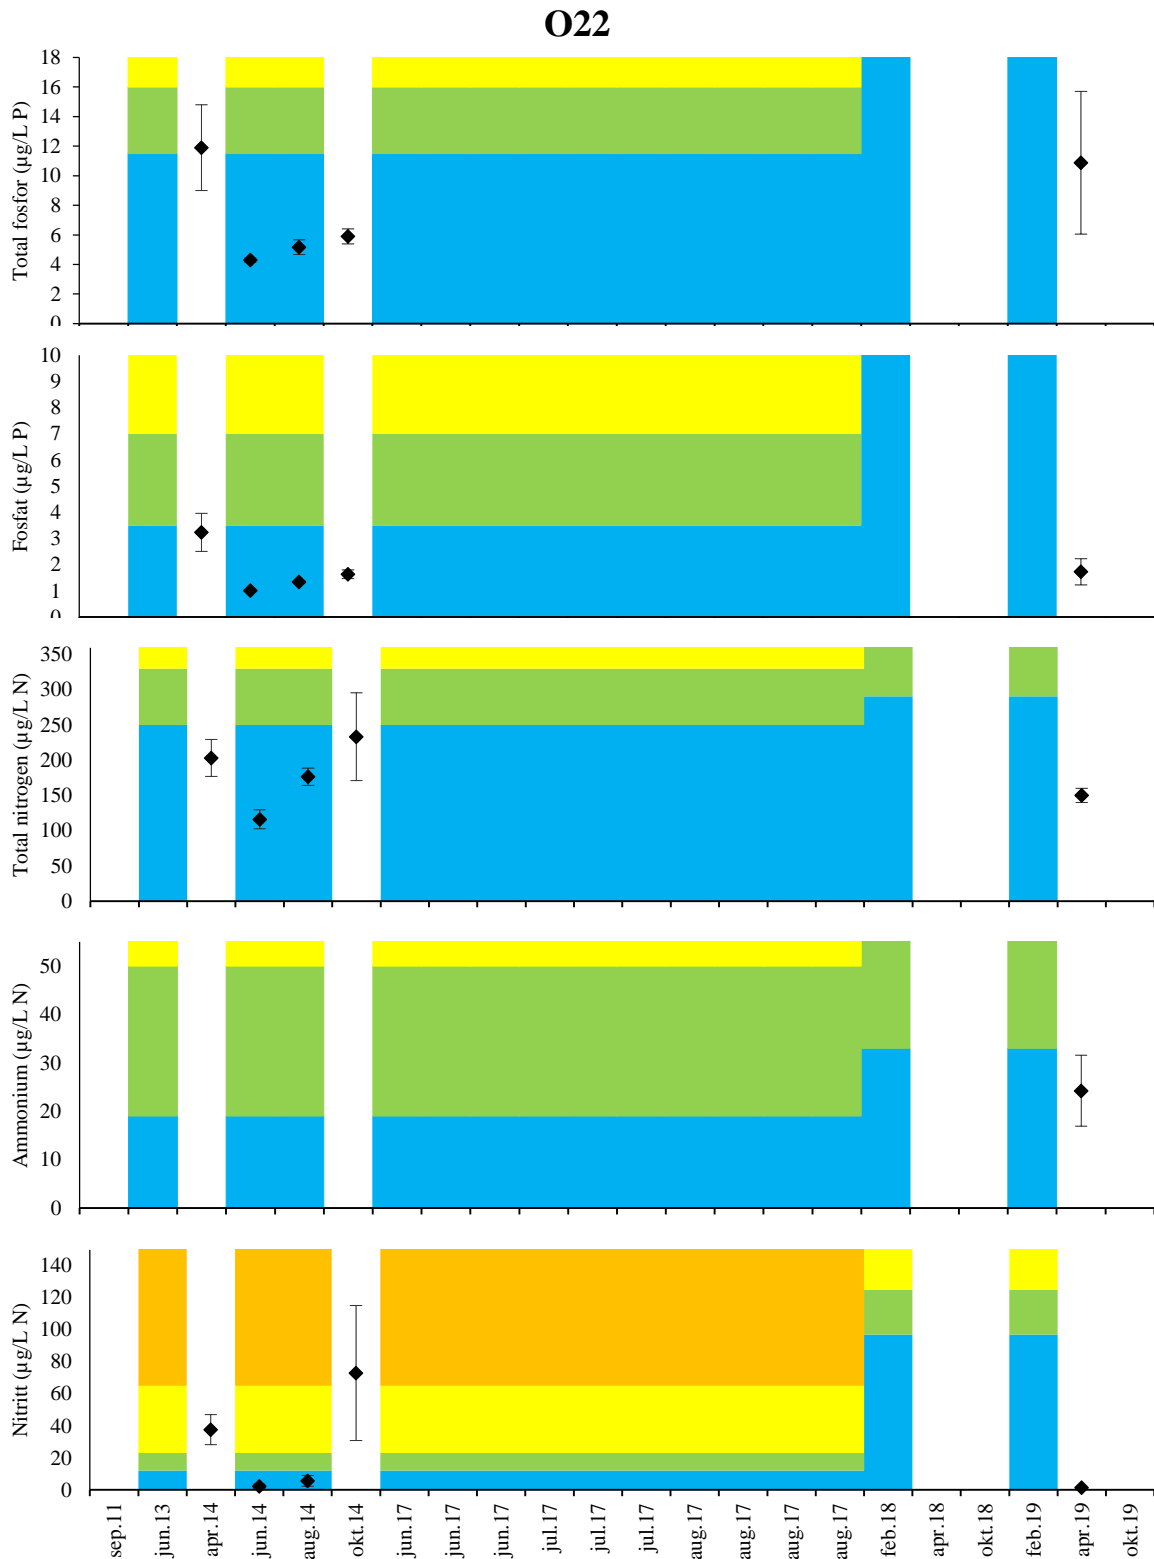 O22
Total fosfor (µg/L P)
18
16
14
12
10
8
6
4
2
0
Fosfat (µg/L P)
10
9
8
7
6
5
4
3
2
1
0
Total nitrogen (µg/L N)
350
300
250
200
150
100
50
0
Ammonium (µg/L N)
50
40
30
20
10
0
Nitritt (µg/L N)
140
120
100
80
60
40
20
0
sep.11
jun.13
apr.14
jun.14
aug.14
okt.14
jun.17
jun.17
jun.17
jul.17
jul.17
jul.17
aug.17
aug.17
aug.17
feb.18
apr.18
okt.18
feb.19
apr.19
okt.19